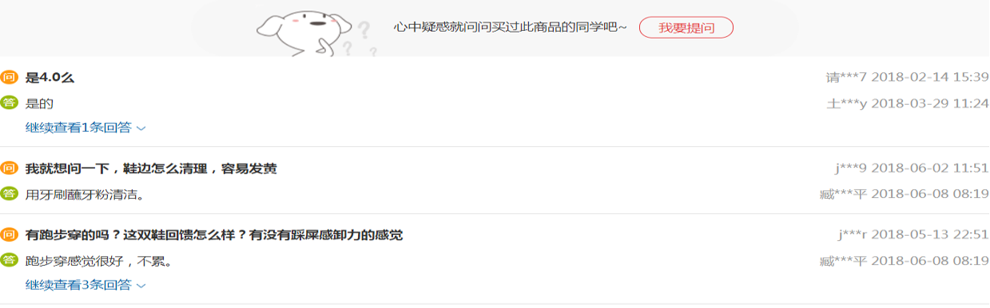 心中疑惑就问问买过此商品的同学吧~ 我要提问
问 是4.0么 请***7 2018-02-14 15:39
答 是的 土***y 2018-03-29 11:24
继续查看1条回答
问 我就想问一下，鞋边怎么清理，容易发黄 j***9 2018-06-02 11:51
答 用牙刷蘸牙粉清洁。 臧***平 2018-06-08 08:19
问 有跑步穿的吗？这双鞋回馈怎么样？有没有踩屎感卸力的感觉 j***r 2018-05-13 22:51
答 跑步穿感觉很好，不累。 臧***平 2018-06-08 08:19
继续查看3条回答